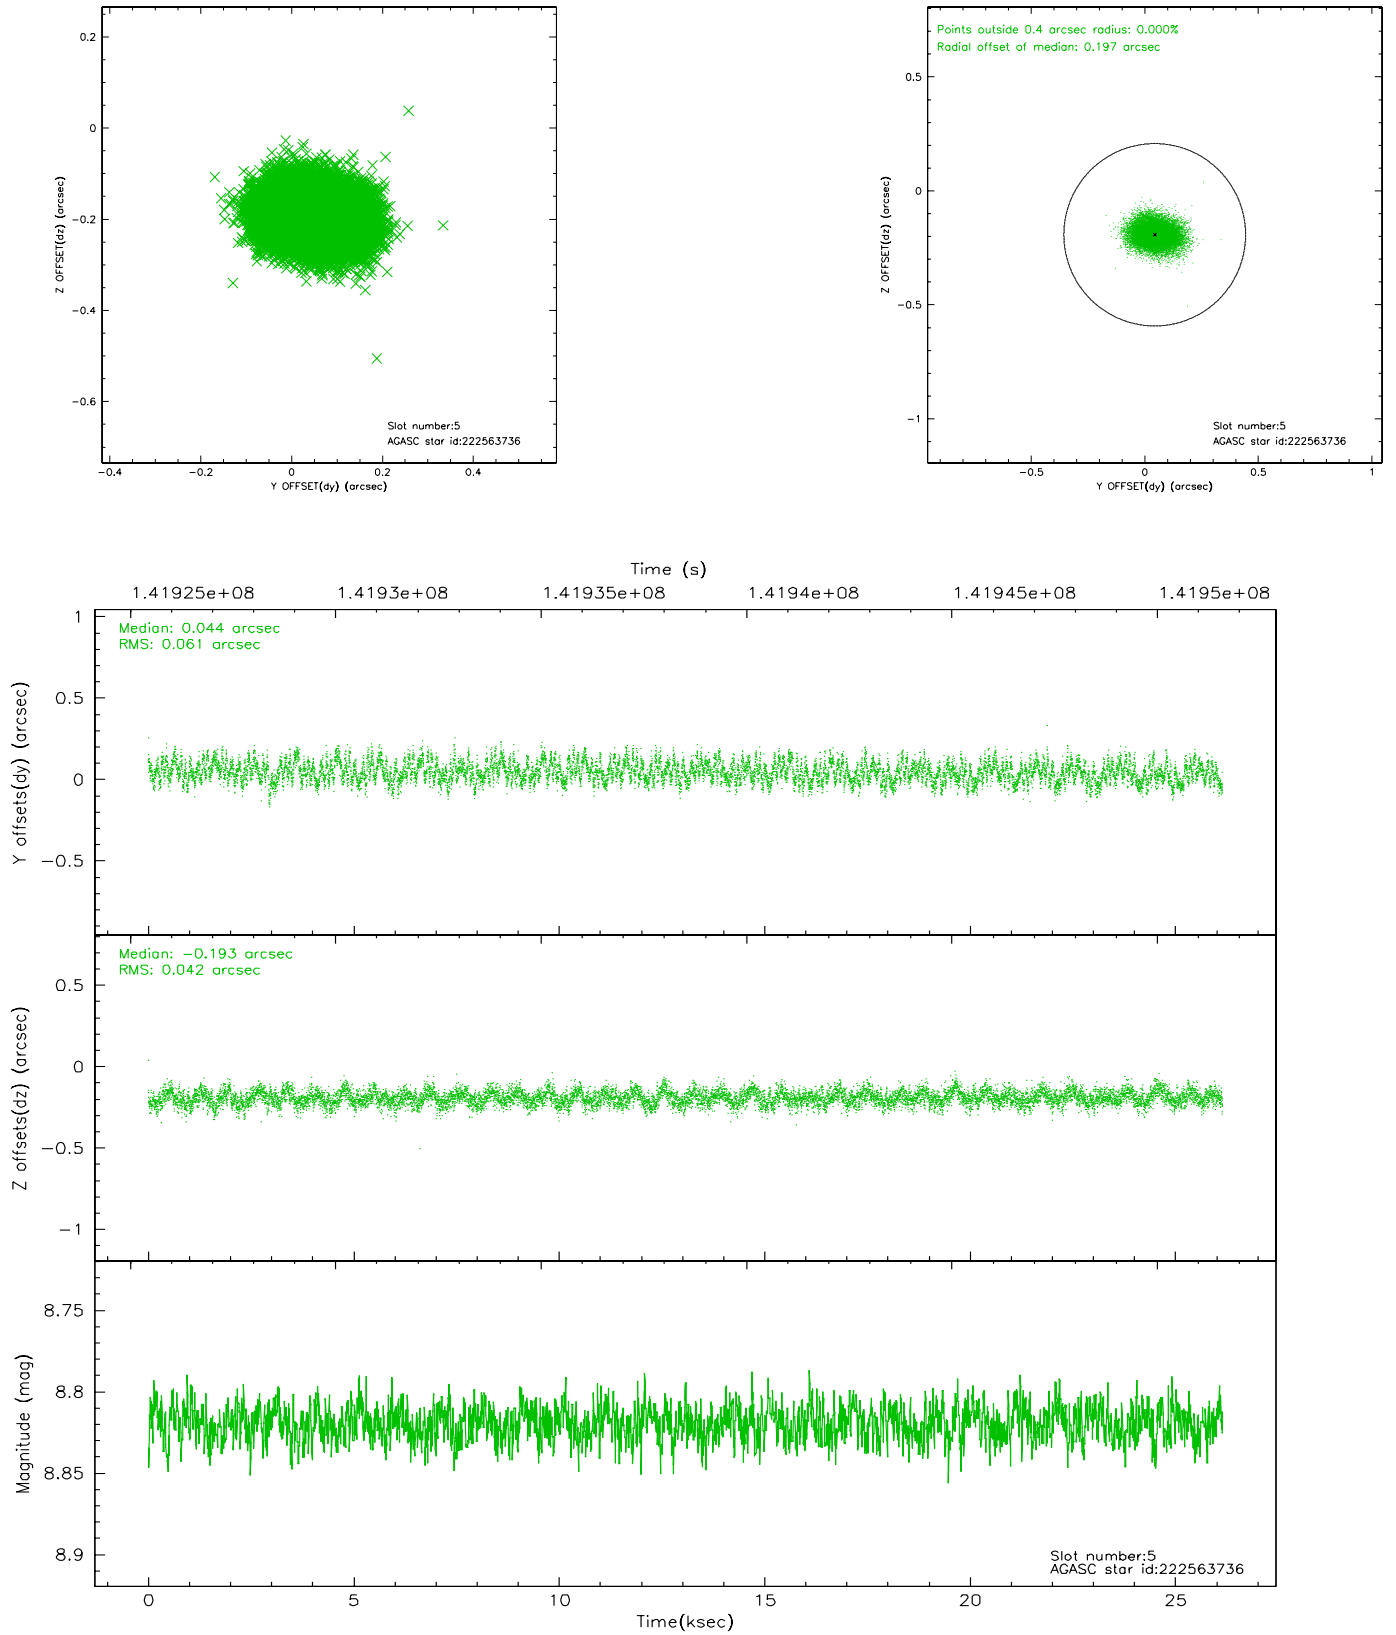 0.2
0
−0.2
−0.4
−0.6
Z OFFSET(dz) (arcsec)
Slot number:5
AGASC star id:222563736
−0.4 −0.2 0 0.2 0.4
Y OFFSET(dy) (arcsec)
Points outside 0.4 arcsec radius: 0.000%
Radial offset of median: 0.197 arcsec
0.5
0
−0.5
−1
Z OFFSET(dz) (arcsec)
Slot number:5
AGASC star id:222563736
−0.5 0 0.5 1
Y OFFSET(dy) (arcsec)
Time (s)
1.41925e+08 1.4193e+08 1.41935e+08 1.4194e+08 1.41945e+08 1.4195e+08
Median: 0.044 arcsec
RMS: 0.061 arcsec
1
0.5
0
−0.5
Y offsets(dy) (arcsec)
Median: −0.193 arcsec
RMS: 0.042 arcsec
0.5
0
−0.5
−1
Z offsets(dz) (arcsec)
8.75
8.8
8.85
8.9
Magnitude (mag)
Slot number:5
AGASC star id:222563736
0 5 10 15 20 25
Time(ksec)